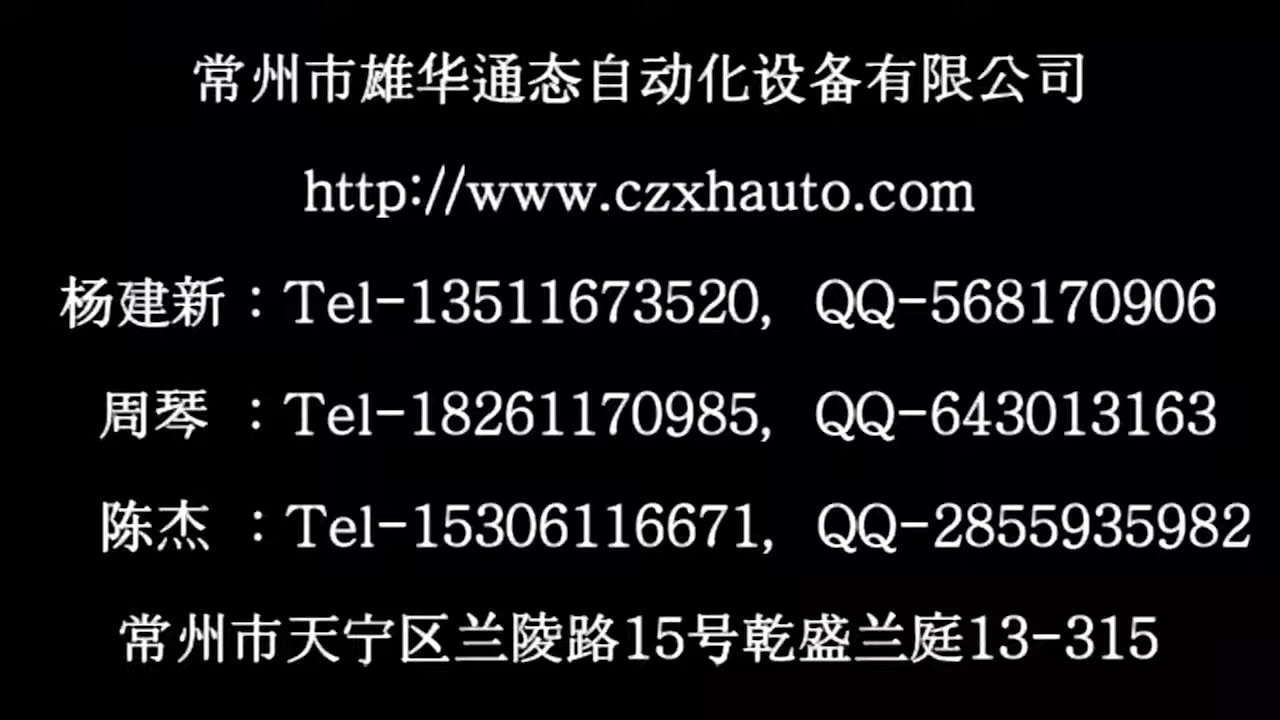 常州市雄华通态自动化设备有限公司
http://www.czxhauto.com
杨建新：Tel-13511673520, QQ-568170906
周琴 ：Tel-18261170985, QQ-643013163
陈杰 ：Tel-15306116671, QQ-2855935982
常州市天宁区兰陵路15号乾盛兰庭13-315